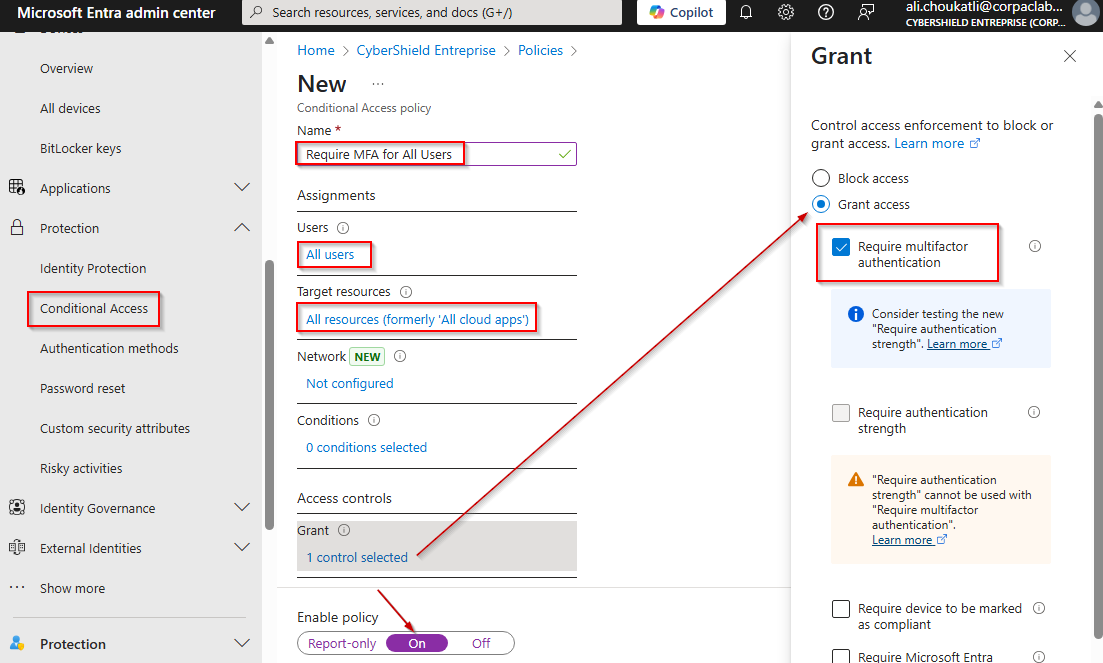 Microsoft Entra admin center
Search resources, services, and docs (G+/)
Copilot
ali.choukatli@corpaclab...
CYBERSHIELD ENTREPRISE (CORP...
Overview
All devices
BitLocker keys
Applications
Protection
Identity Protection
Conditional Access
Authentication methods
Password reset
Custom security attributes
Risky activities
Identity Governance
External Identities
Show more
Protection
Home > CyberShield Entreprise > Policies >
New ...
Conditional Access policy
Name *
Require MFA for All Users
Assignments
Users
All users
Target resources
All resources (formerly 'All cloud apps')
Network NEW
Not configured
Conditions
0 conditions selected
Access controls
Grant
1 control selected
Enable policy
Report-only On Off
Grant
Control access enforcement to block or
grant access. Learn more
Block access
Grant access
Require multifactor
authentication
Consider testing the new
"Require authentication
strength". Learn more
Require authentication
strength
"Require authentication
strength" cannot be used with
"Require multifactor
authentication".
Learn more
Require device to be marked
as compliant
Require Microsoft Entra